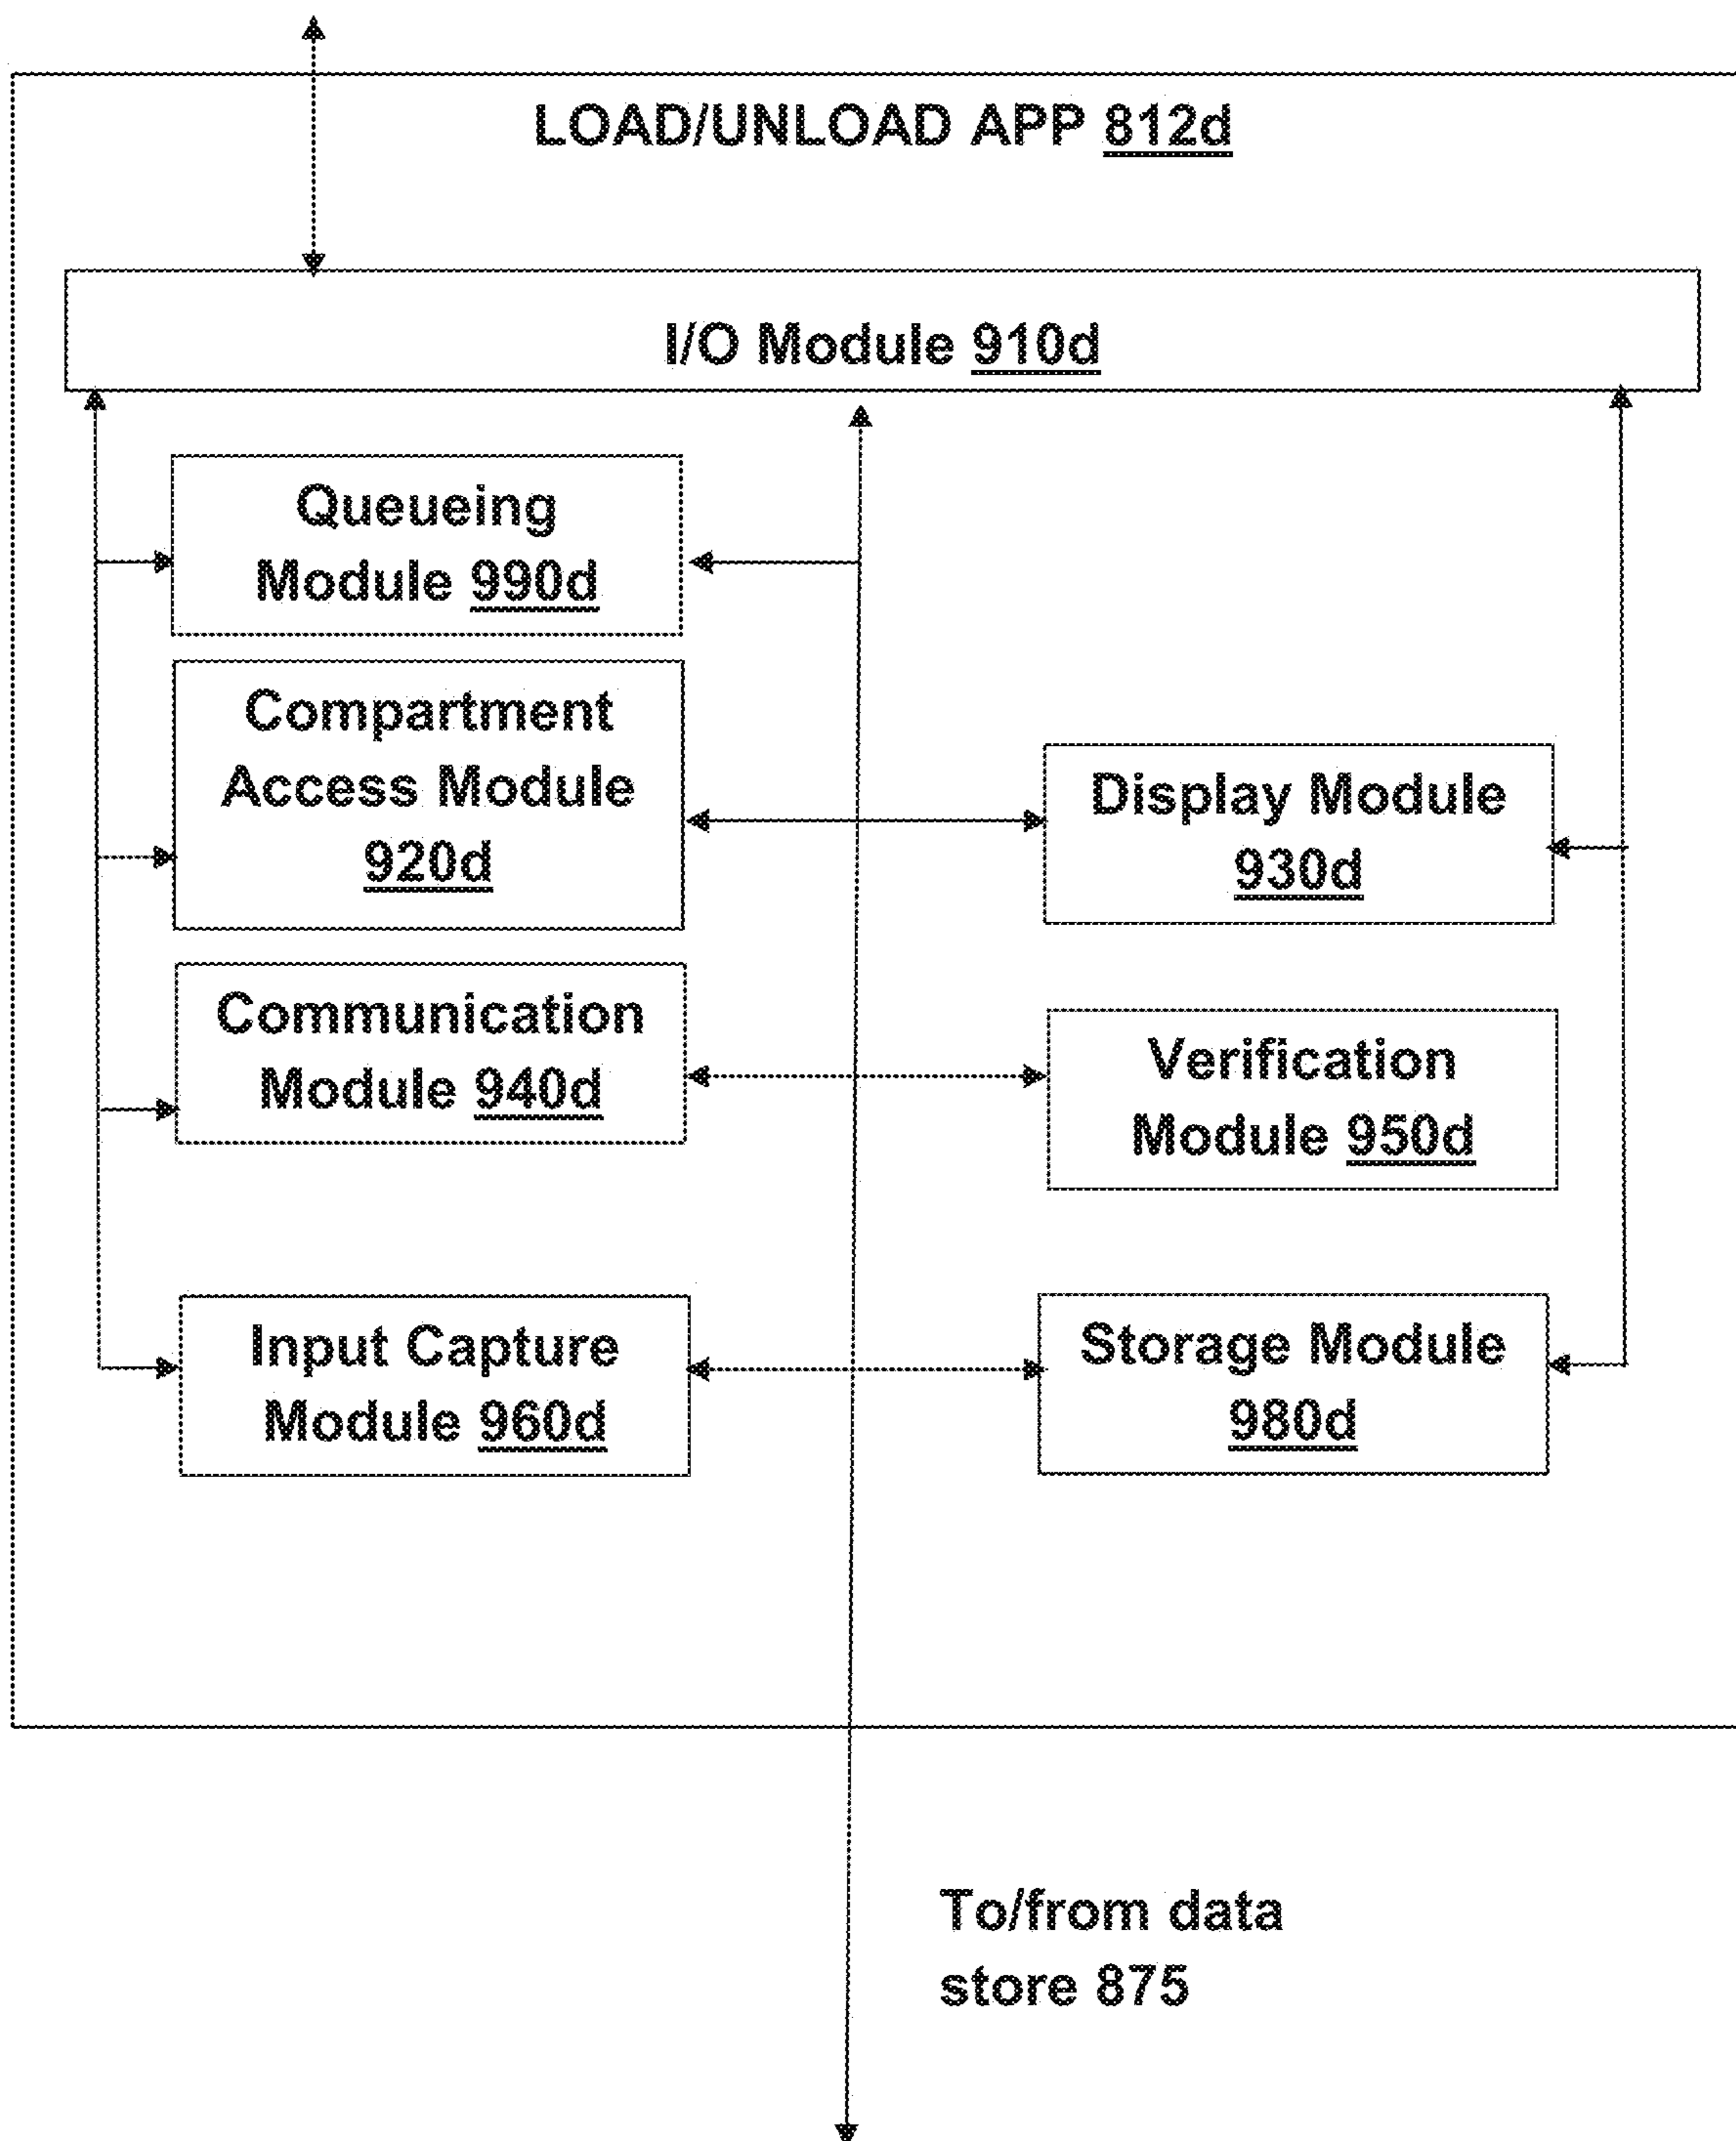 LOAD/UNLOAD APP 812d
I/O Module 910d
Queueing
Module 990d
Compartment
Access Module
920d
Display Module
930d
Communication
Module 940d
Verification
Module 950d
Input Capture
Module 960d
Storage Module
980d
To/from data
store 875